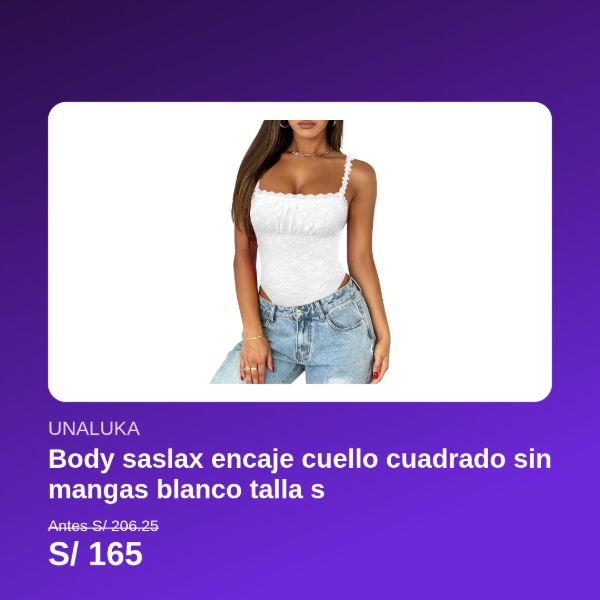 UNALUKA
Body saslax encaje cuello cuadrado sin
mangas blanco talla s
Antes S/ 206.25
S/ 165